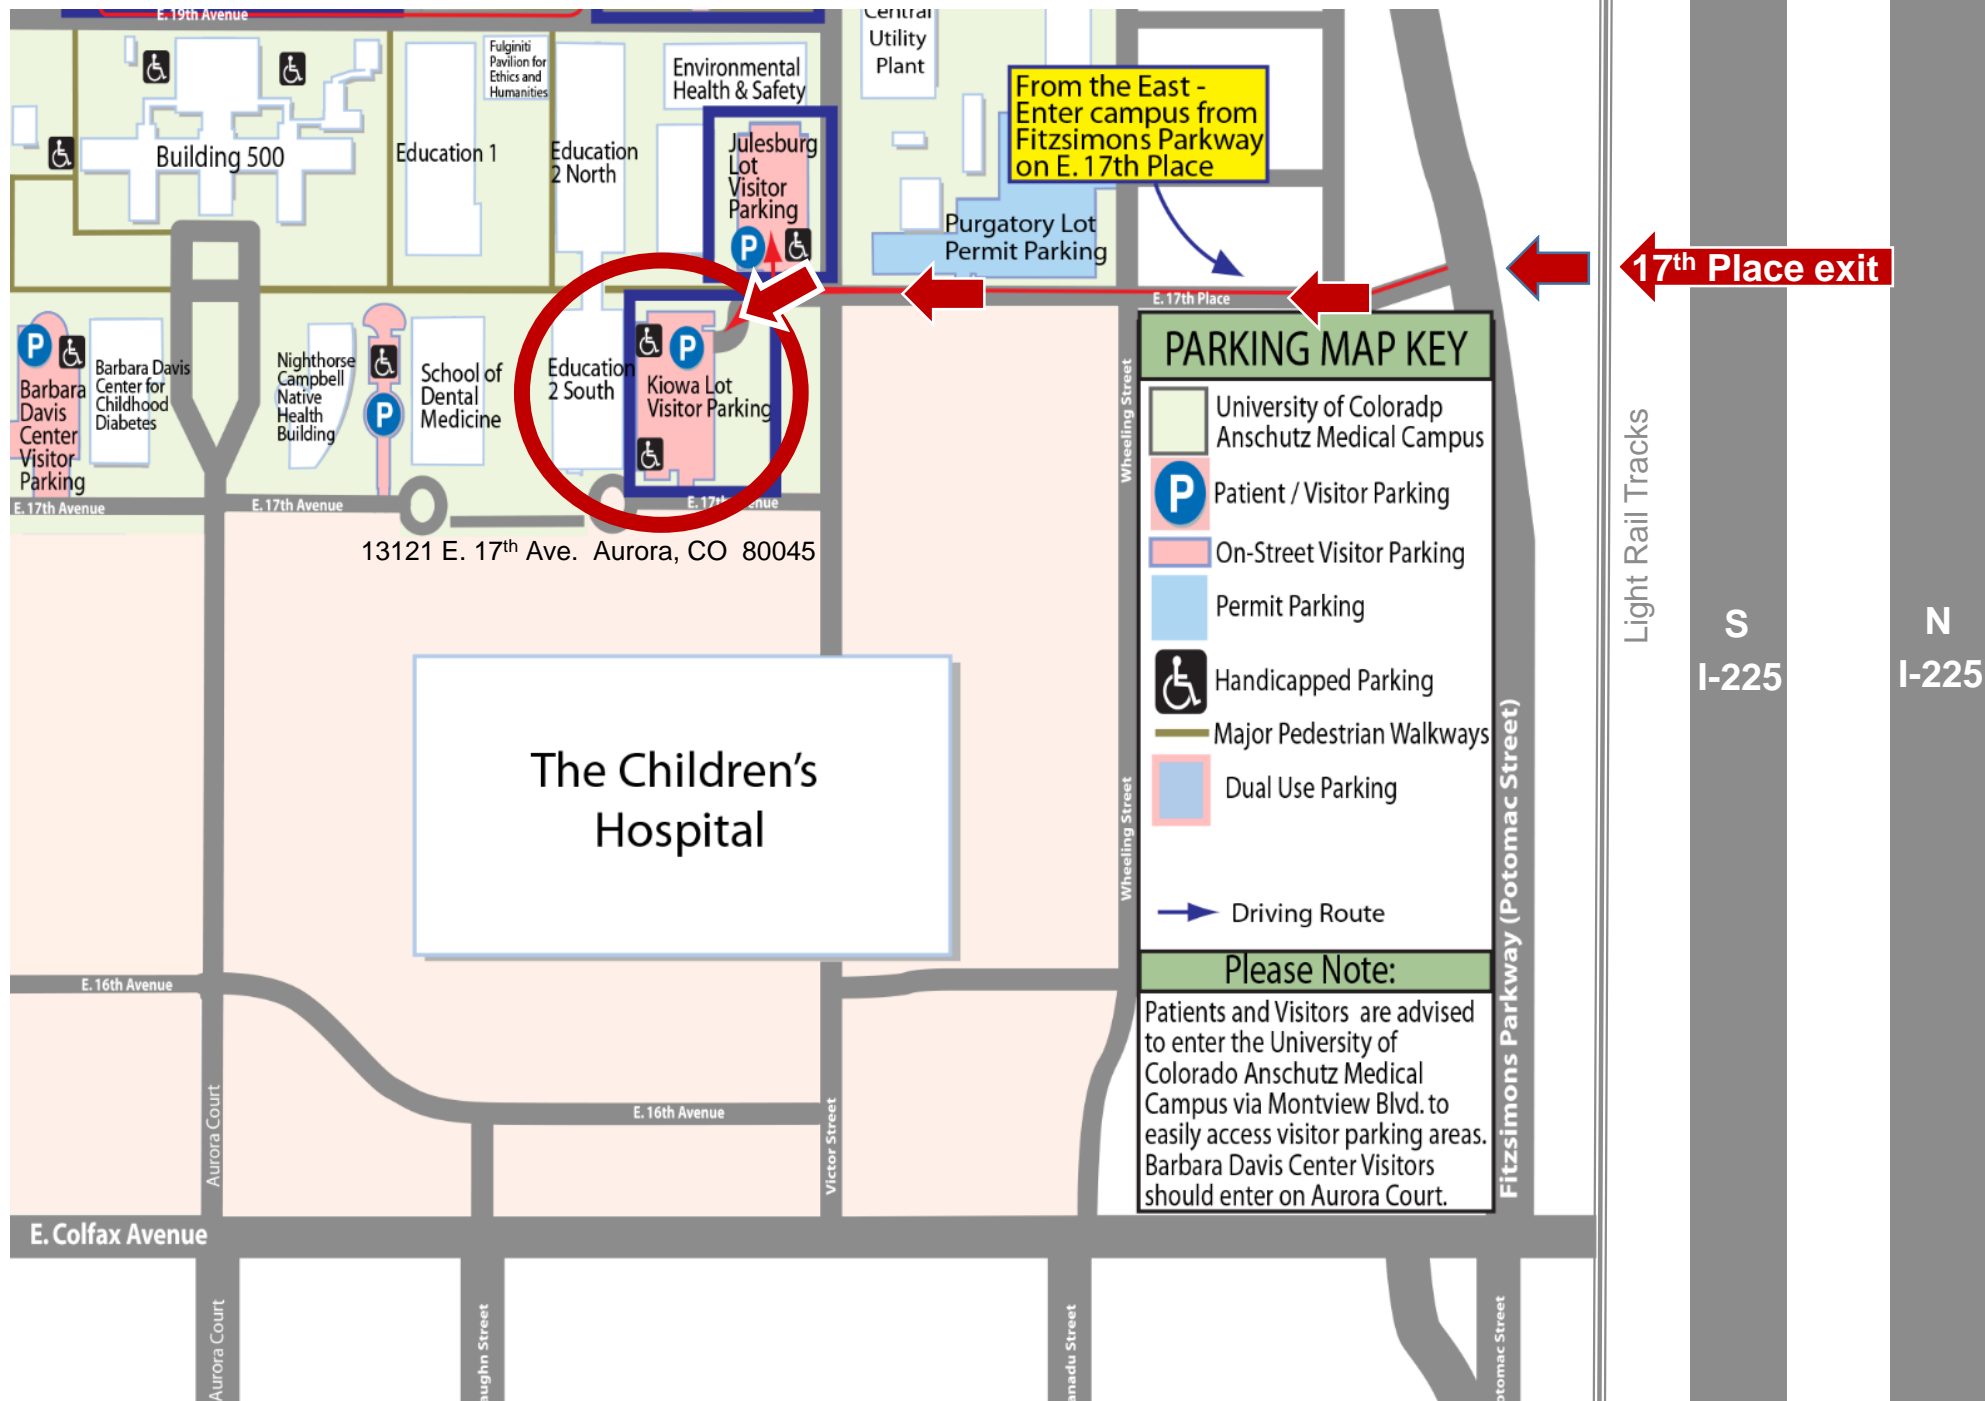 E. 19th Avenue
Central
Utility
Plant
Fulginiti
Pavilion for
Ethics and
Humanities
Environmental
Health & Safety
From the East -
Enter campus from
Fitzsimons Parkway
on E. 17th Place
Building 500
Education 1
Education
2 North
Julesburg
Lot
Visitor
Parking
P
Purgatory Lot
Permit Parking
17th Place exit
E. 17th Place
P
Barbara
Davis
Center
Visitor
Parking
Barbara Davis
Center for
Childhood
Diabetes
Nighthorse
Campbell
Native
Health
Building
P
School of
Dental
Medicine
Education
2 South
P
Kiowa Lot
Visitor Parking
E. 17th Avenue
E. 17th Avenue
E. 17th Avenue
13121 E. 17th Ave. Aurora, CO 80045
Wheeling Street
PARKING MAP KEY
University of Coloradp
Anschutz Medical Campus
P
Patient / Visitor Parking
On-Street Visitor Parking
Permit Parking
Handicapped Parking
Major Pedestrian Walkways
Dual Use Parking
Driving Route
Please Note:
Patients and Visitors are advised
to enter the University of
Colorado Anschutz Medical
Campus via Montview Blvd. to
easily access visitor parking areas.
Barbara Davis Center Visitors
should enter on Aurora Court.
Light Rail Tracks
S
I-225
N
I-225
Fitzsimons Parkway (Potomac Street)
The Children's
Hospital
Wheeling Street
E. 16th Avenue
E. 16th Avenue
Aurora Court
Victor Street
E. Colfax Avenue
Aurora Court
aughn Street
anadu Street
otomac Street